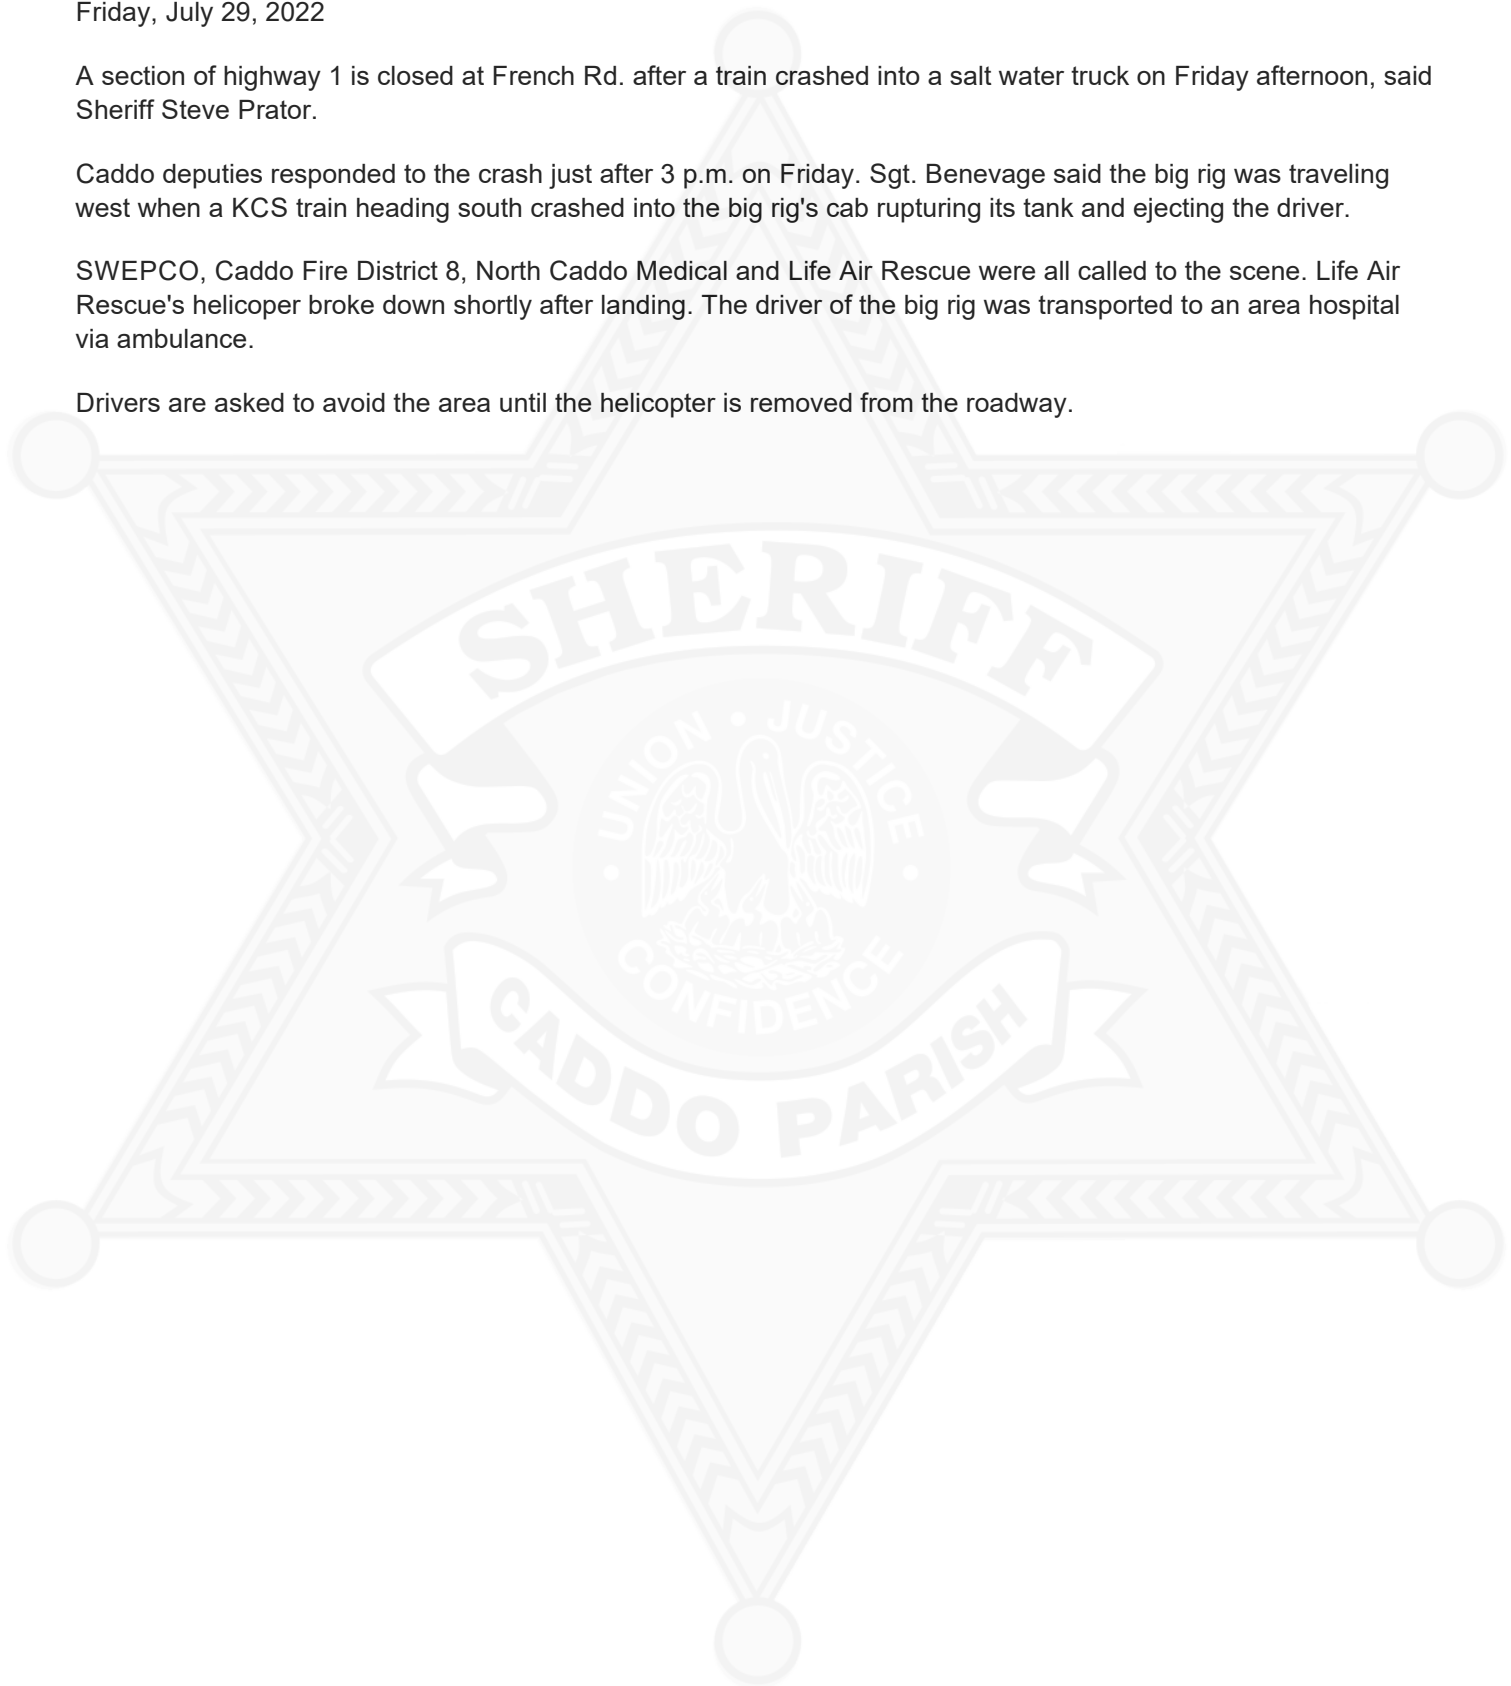 Friday, July 29, 2022
A section of highway 1 is closed at French Rd. after a train crashed into a salt water truck on Friday afternoon, said
Sheriff Steve Prator.
Caddo deputies responded to the crash just after 3 p.m. on Friday. Sgt. Benevage said the big rig was traveling
west when a KCS train heading south crashed into the big rig's cab rupturing its tank and ejecting the driver.
SWEPCO, Caddo Fire District 8, North Caddo Medical and Life Air Rescue were all called to the scene. Life Air
Rescue's helicoper broke down shortly after landing. The driver of the big rig was transported to an area hospital
via ambulance.
Drivers are asked to avoid the area until the helicopter is removed from the roadway.
SHERIFF
UNION • JUSTICE
• CONFIDENCE •
CADDO PARISH